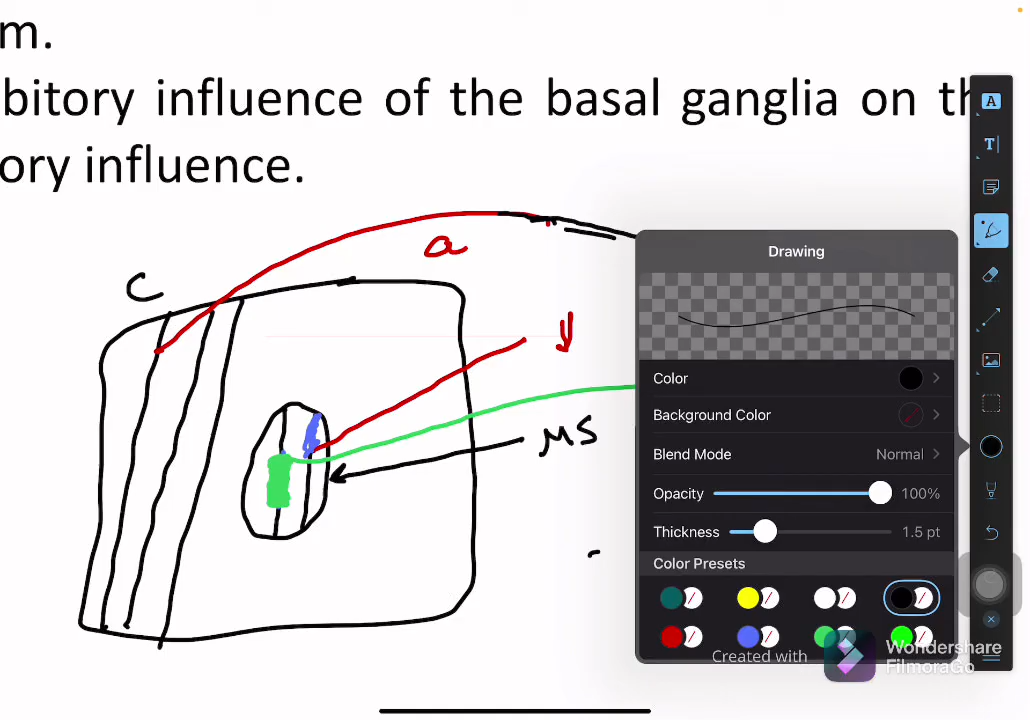 m.
bitory influence of the basal ganglia on th
ory influence.
a
C
μS
A
T
Drawing
Color
Background Color
Blend Mode Normal
Opacity 100%
Thickness 1.5 pt
Color Presets
Created with Wondershare FilmoraGo